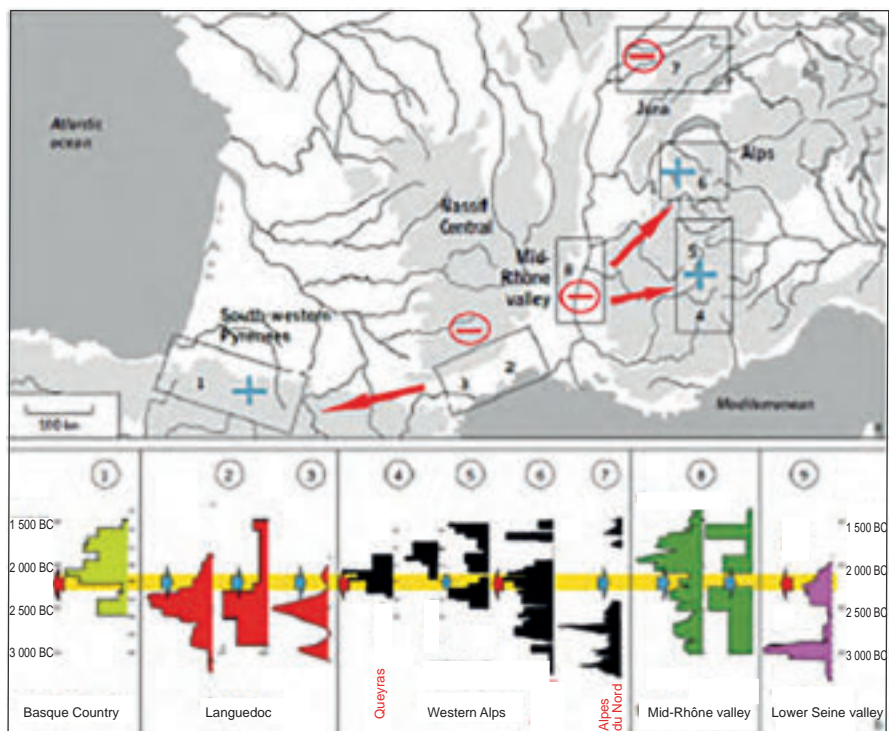 Atlantic
ocean
Jura
Alps
Massif
Central
Mid-
Rhône
valley
South-western
Pyrenees
Mediterranean
100 km
7
6
5
4
8
2
3
1
1 2 3 4 5 6 7 8 9
1 500 BC 1 500 BC
2 000 BC 2 000 BC
2 500 BC 2 500 BC
3 000 BC 3 000 BC
Queyras
Alpes
du Nord
Basque Country Languedoc Western Alps Mid-Rhône valley Lower Seine valley